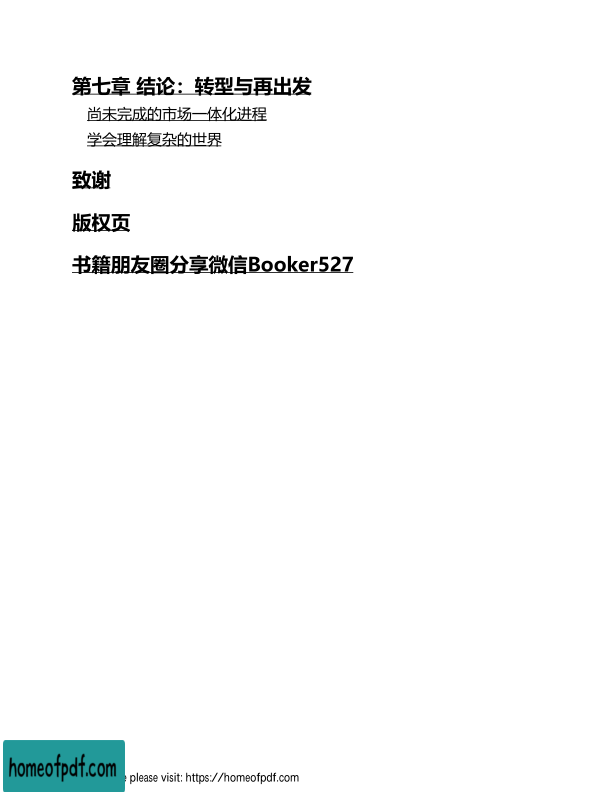 第七章 结论：转型与再出发
尚未完成的市场一体化进程
学会理解复杂的世界
致谢
版权页
书籍朋友圈分享微信Booker527
homeofpdf.com
please visit: https://homeofpdf.com